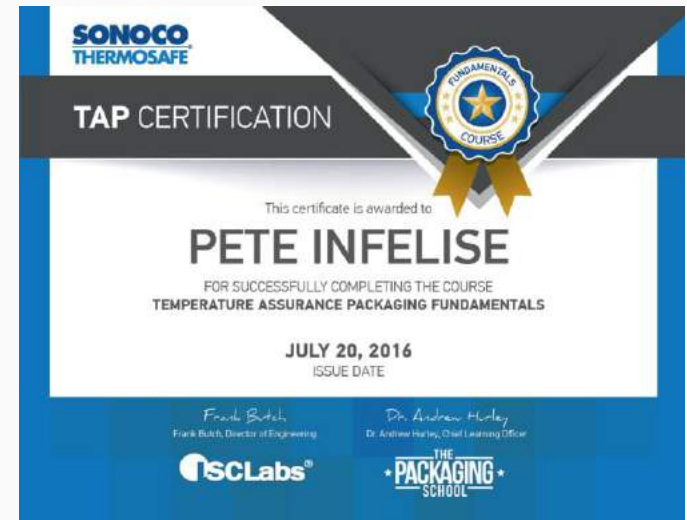 SONOCO
THERMOSAFE
FUNDAMENTALS
COURSE
TAP CERTIFICATION
This certificate is awarded to
PETE INFELISE
FOR SUCCESSFULLY COMPLETING THE COURSE
TEMPERATURE ASSURANCE PACKAGING FUNDAMENTALS
JULY 20, 2016
ISSUE DATE
Frank Butch
Dr. Andrew Hurley
Frank Butch, Director of Engineering
Dr. Andrew Hurley, Chief Learning Officer
ISCLabs®
THE
PACKAGING
SCHOOL